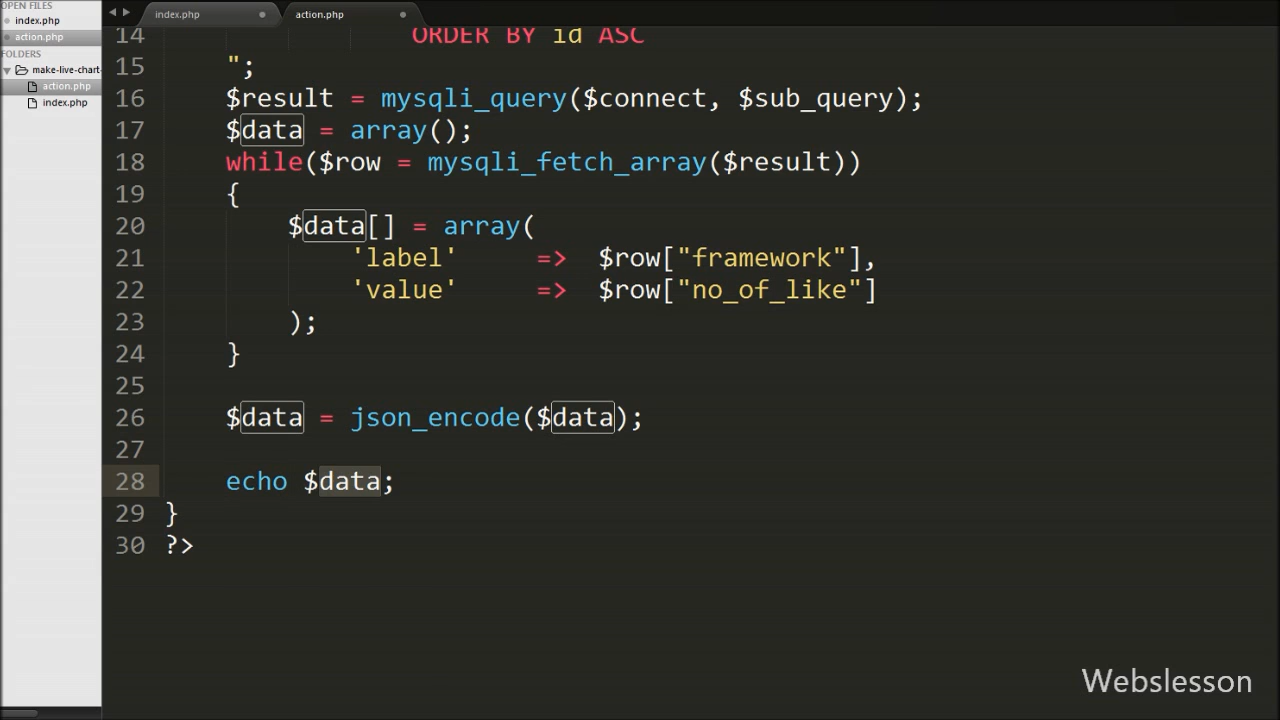 OPEN FILES
index.php
action.php
FOLDERS
make-live-chart-
action.php
index.php
index.php
action.php
14 ORDER BY id ASC
15 ";
16 $result = mysqli_query($connect, $sub_query);
17 $data = array();
18 while($row = mysqli_fetch_array($result))
19 {
20 $data[] = array(
21 'label' => $row["framework"],
22 'value' => $row["no_of_like"]
23 );
24 }
25
26 $data = json_encode($data);
27
28 echo $data;
29 }
30 ?>
Webslesson